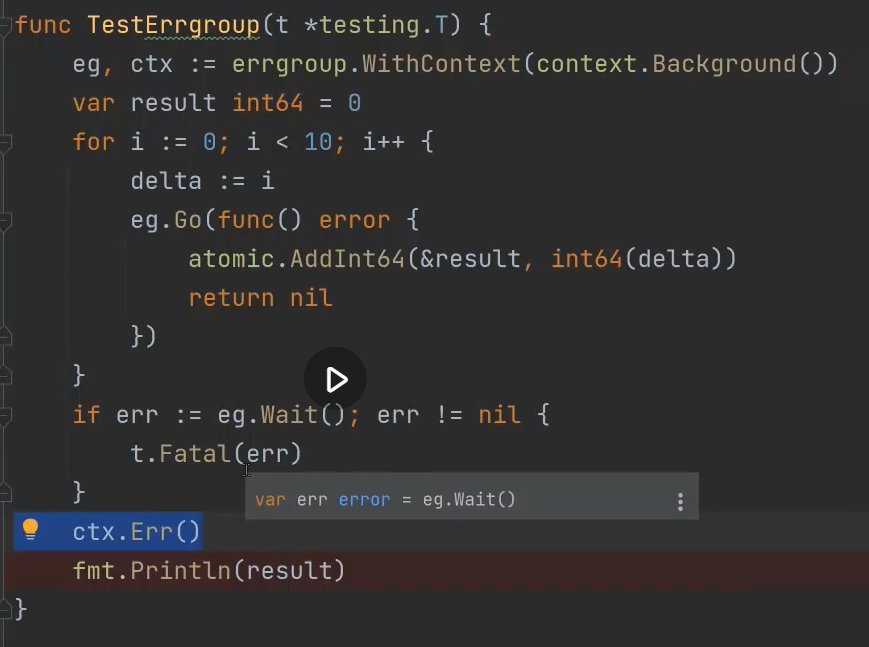 func TestErrgroup(t *testing.T) {
    eg, ctx := errgroup.WithContext(context.Background())
    var result int64 = 0
    for i := 0; i < 10; i++ {
        delta := i
        eg.Go(func() error {
            atomic.AddInt64(&result, int64(delta))
            return nil
        })
    }
    if err := eg.Wait(); err != nil {
        t.Fatal(err)
    }
var err error = eg.Wait()
    ctx.Err()
    fmt.Println(result)
}